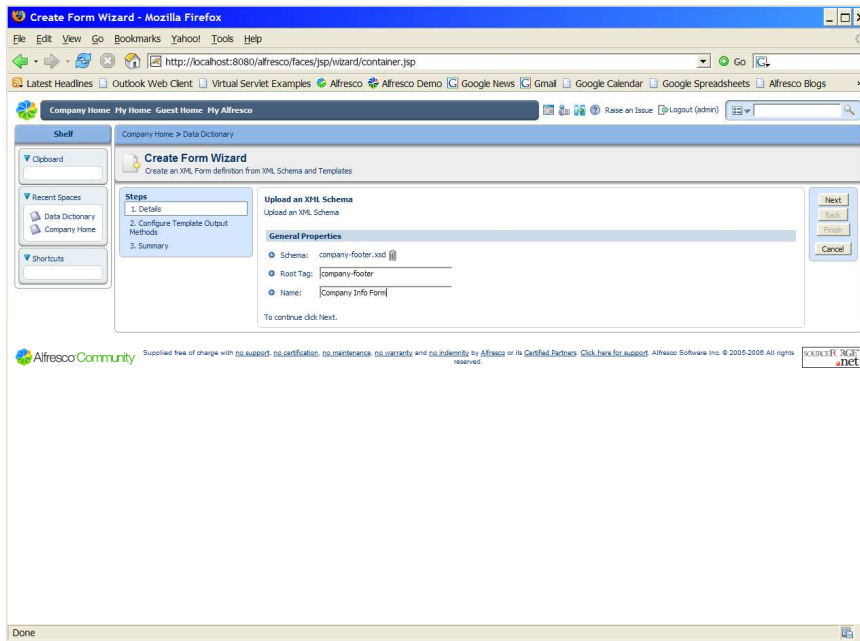 Create Form Wizard - Mozilla Firefox
File Edit View Go Bookmarks Yahoo! Tools Help
http://localhost:8080/alfresco/faces/jsp/wizard/container.jsp Go
Latest Headlines Outlook Web Client Virtual Servlet Examples Alfresco Alfresco Demo Google News Gmail Google Calendar Google Spreadsheets Alfresco Blogs
Company Home My Home Guest Home My Alfresco Raise an Issue Logout (admin)
Shelf
Company Home > Data Dictionary
Clipboard
Create Form Wizard
Create an XML Form definition from XML Schema and Templates
Recent Spaces
Data Dictionary
Company Home
Shortcuts
Steps
1. Details
2. Configure Template Output
Methods
3. Summary
Upload an XML Schema
Upload an XML Schema
General Properties
Schema: company-footer.xsd
Root Tag: company-footer
Name: Company Info Form
To continue click Next.
Next
Back
Finish
Cancel
Alfresco Community
Supplied free of charge with no support, no certification, no maintenance, no warranty and no indemnity by Alfresco or its Certified Partners. Click here for support. Alfresco Software Inc. © 2005-2006 All rights
reserved.
SOURCEFORGE
.net
Done